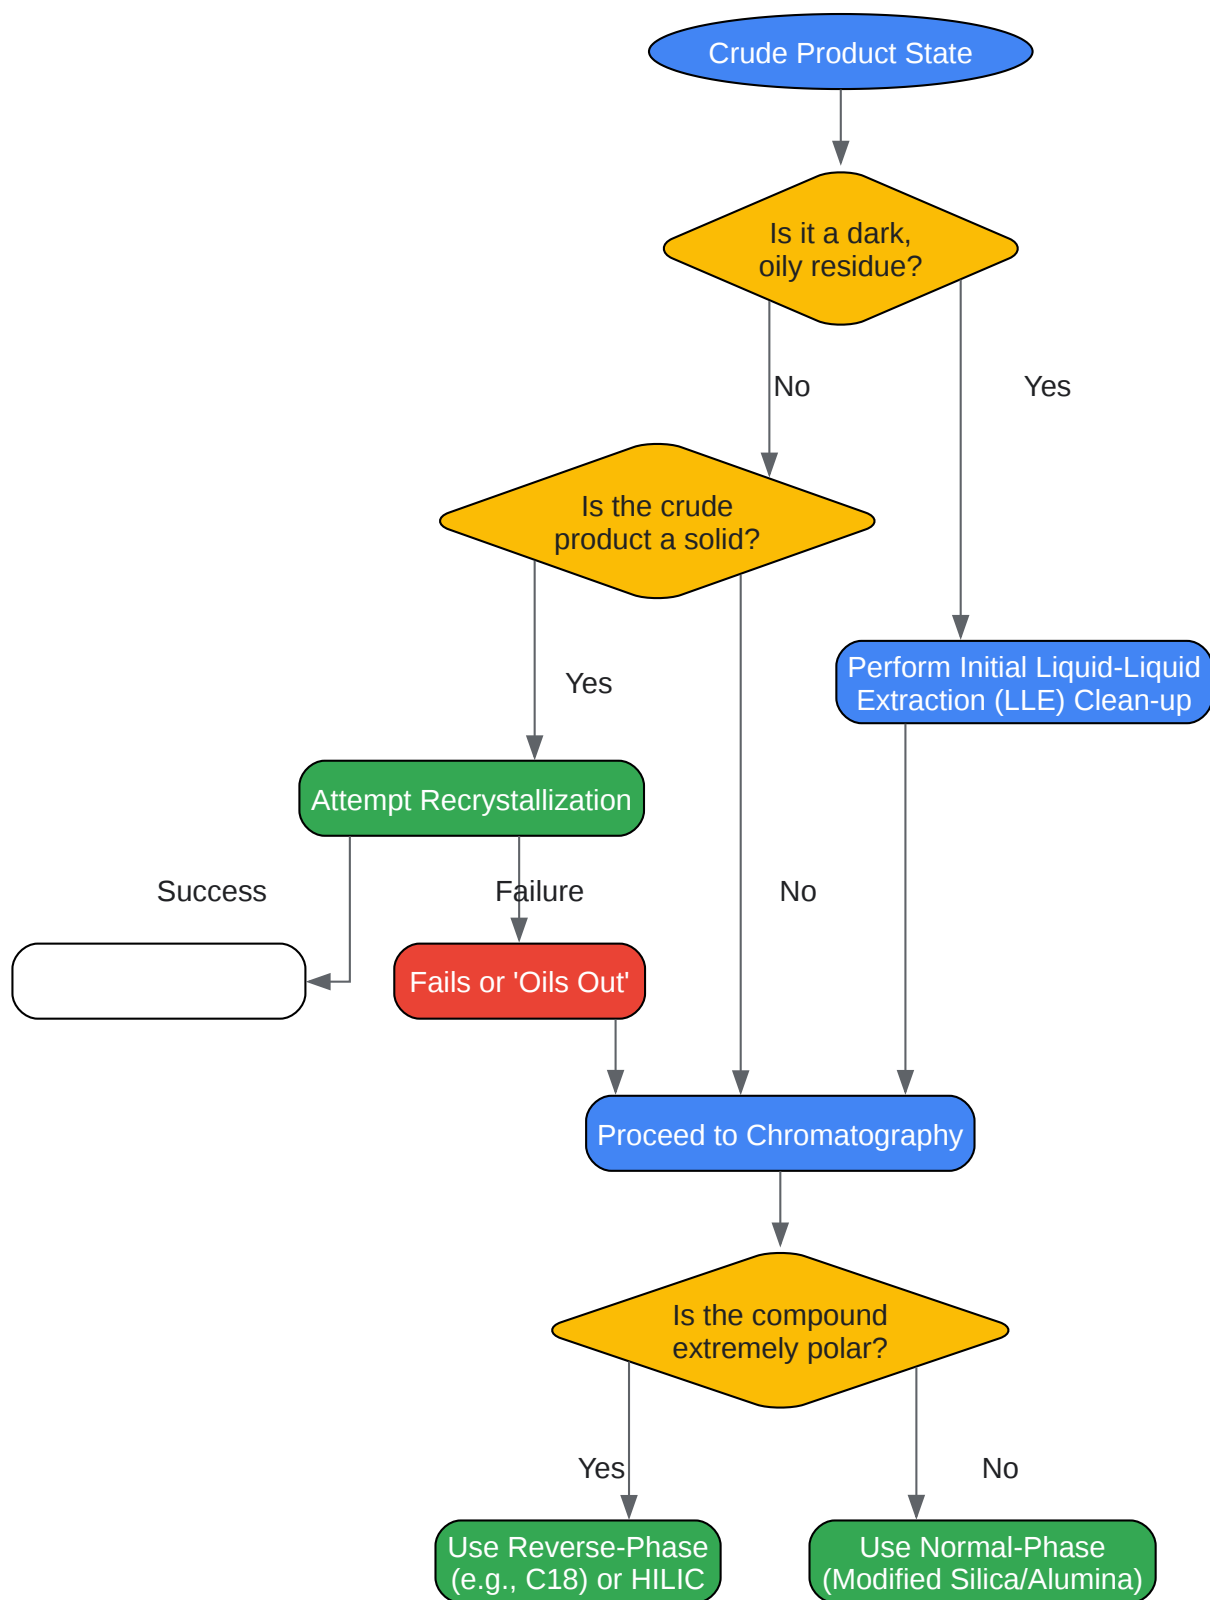 Crude Product State
Is it a dark,
oily residue?
No
Yes
Is the crude
product a solid?
Yes
Perform Initial Liquid-Liquid
Extraction (LLE) Clean-up
Attempt Recrystallization
Success
Failure
No
Fails or 'Oils Out'
Proceed to Chromatography
Is the compound
extremely polar?
Yes
No
Use Reverse-Phase
(e.g., C18) or HILIC
Use Normal-Phase
(Modified Silica/Alumina)